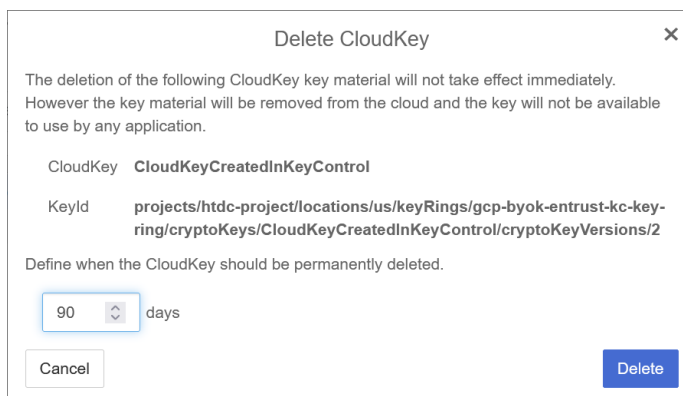 Delete CloudKey
The deletion of the following CloudKey key material will not take effect immediately.
However the key material will be removed from the cloud and the key will not be available
to use by any application.
CloudKey CloudKeyCreatedInKeyControl
KeyId projects/htdc-project/locations/us/keyRings/gcp-byok-entrust-kc-key-
ring/cryptoKeys/CloudKeyCreatedInKeyControl/cryptoKeyVersions/2
Define when the CloudKey should be permanently deleted.
90 days
Cancel Delete